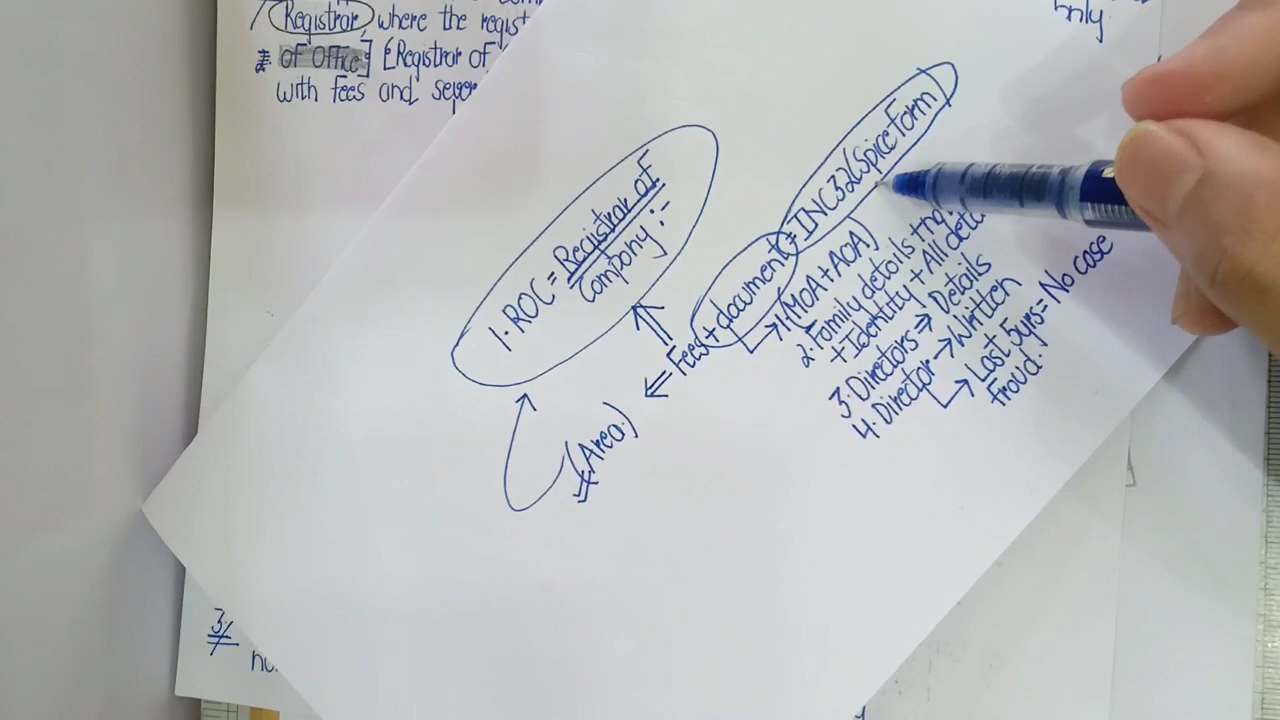 Registrar, where the regist
of Office] [Registrar of
with fees and seper
only.
1. ROC = Registrar of
Company :-
Fees + document = INC32(Spice Form)
1(MOA + AOA)
2. Family details
+ Identity + All deta
3. Directors ⇒ Details
4. Director → Written
Last 5yrs = No case
Fraud.
(Area.)
3/